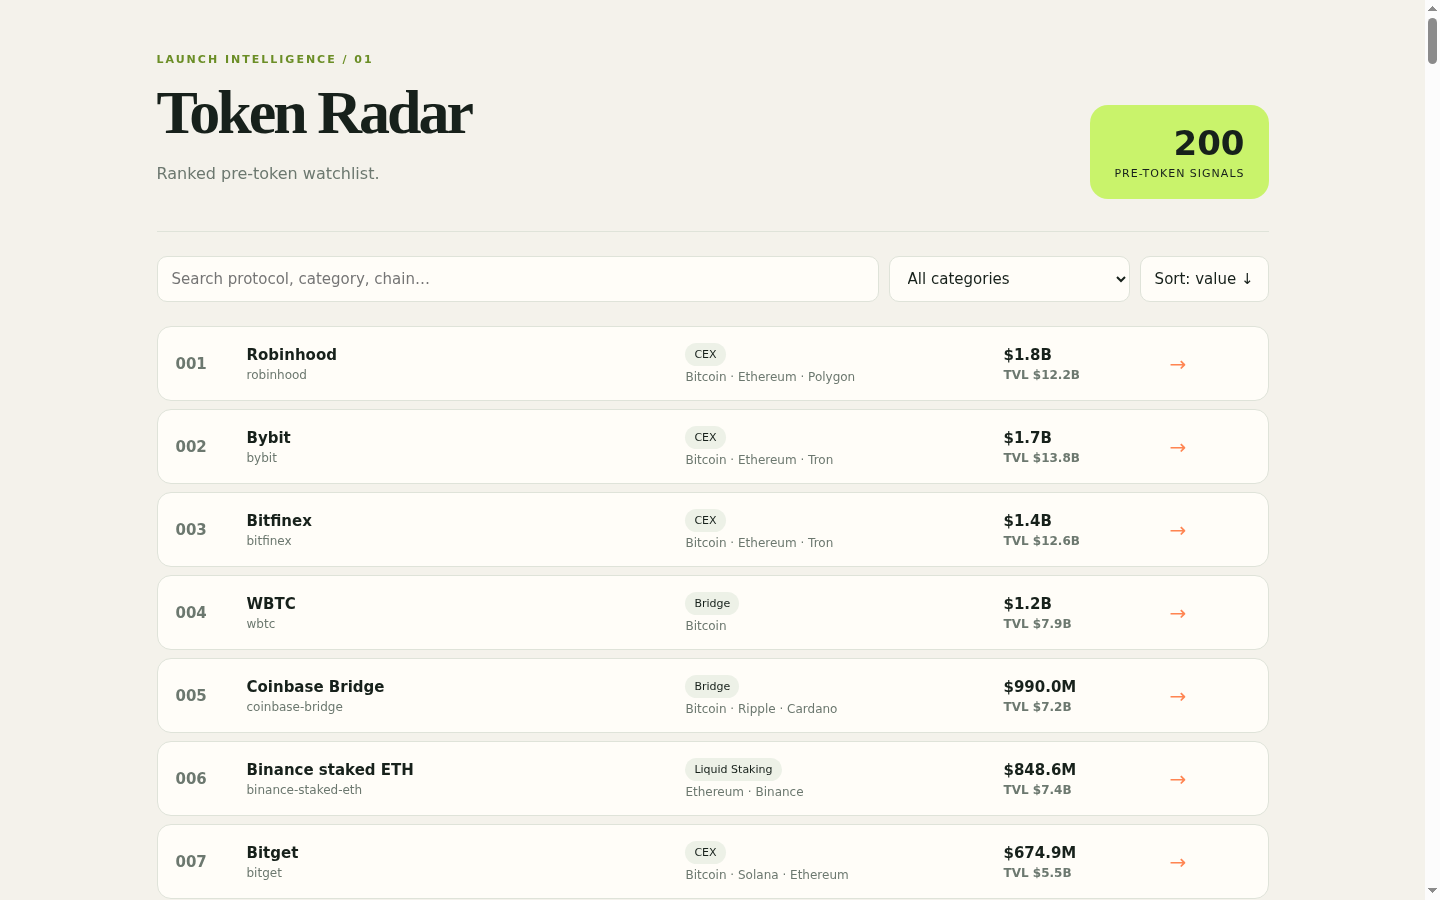 LAUNCH INTELLIGENCE / 01
Token Radar
Ranked pre-token watchlist.
200
PRE-TOKEN SIGNALS
Search protocol, category, chain...
All categories
Sort: value ↓
001
Robinhood
robinhood
CEX
Bitcoin · Ethereum · Polygon
$1.8B
TVL $12.2B
→
002
Bybit
bybit
CEX
Bitcoin · Ethereum · Tron
$1.7B
TVL $13.8B
→
003
Bitfinex
bitfinex
CEX
Bitcoin · Ethereum · Tron
$1.4B
TVL $12.6B
→
004
WBTC
wbtc
Bridge
Bitcoin
$1.2B
TVL $7.9B
→
005
Coinbase Bridge
coinbase-bridge
Bridge
Bitcoin · Ripple · Cardano
$990.0M
TVL $7.2B
→
006
Binance staked ETH
binance-staked-eth
Liquid Staking
Ethereum · Binance
$848.6M
TVL $7.4B
→
007
Bitget
bitget
CEX
Bitcoin · Solana · Ethereum
$674.9M
TVL $5.5B
→